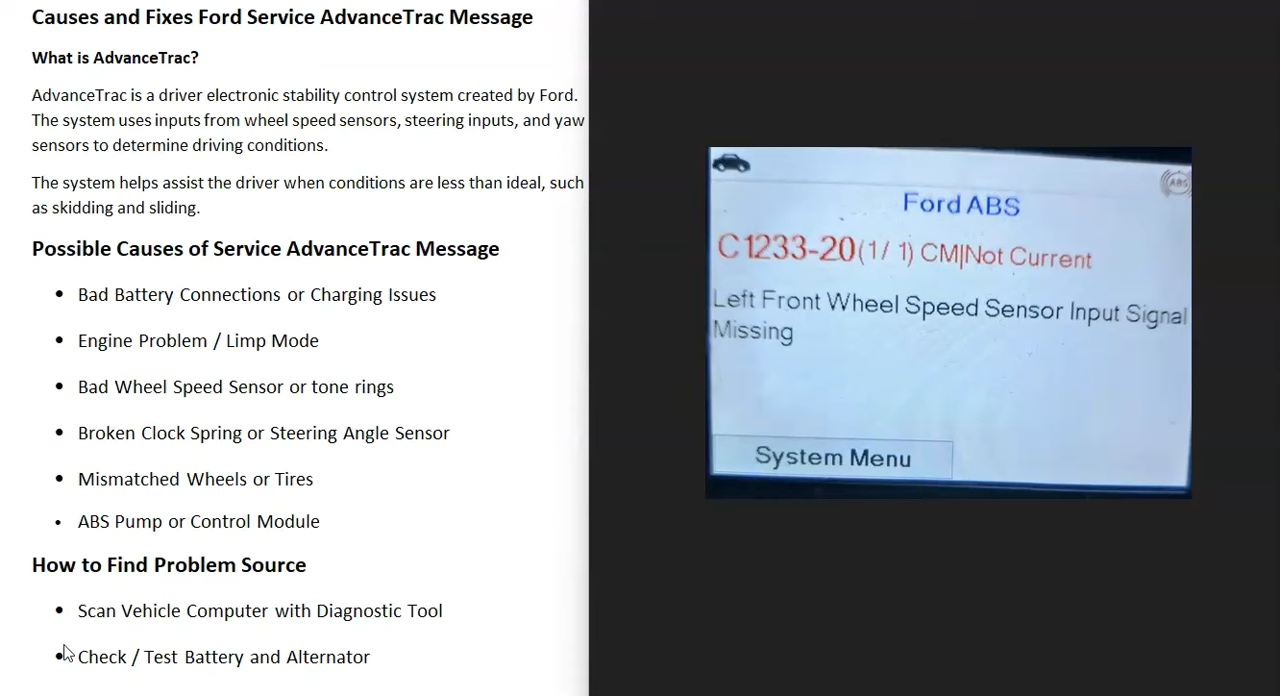 Causes and Fixes Ford Service AdvanceTrac Message
What is AdvanceTrac?
AdvanceTrac is a driver electronic stability control system created by Ford.
The system uses inputs from wheel speed sensors, steering inputs, and yaw
sensors to determine driving conditions.
The system helps assist the driver when conditions are less than ideal, such
as skidding and sliding.
Possible Causes of Service AdvanceTrac Message
• Bad Battery Connections or Charging Issues
• Engine Problem / Limp Mode
• Bad Wheel Speed Sensor or tone rings
• Broken Clock Spring or Steering Angle Sensor
• Mismatched Wheels or Tires
• ABS Pump or Control Module
How to Find Problem Source
• Scan Vehicle Computer with Diagnostic Tool
• Check / Test Battery and Alternator
ABS
Ford ABS
C1233-20(1/ 1) CM|Not Current
Left Front Wheel Speed Sensor Input Signal
Missing
System Menu